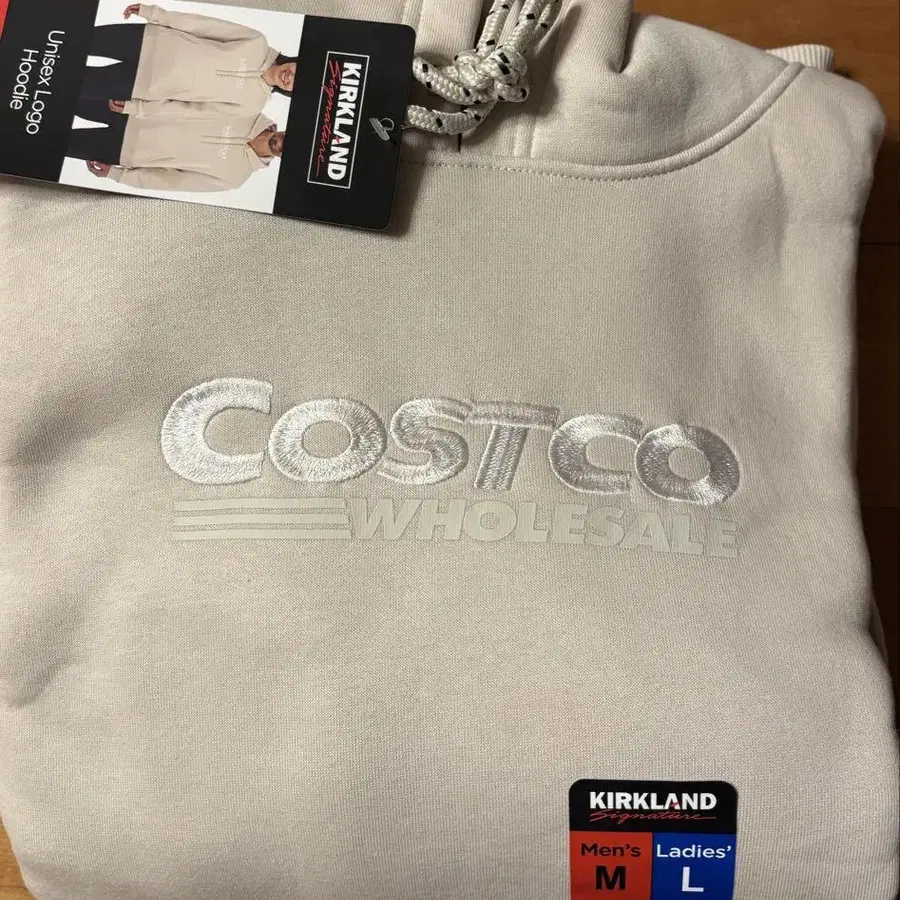 Unisex Logo
Hoodie
KIRKLAND
Signature
COSTCO
WHOLESALE
KIRKLAND
Signature
Men's
M
Ladies'
L